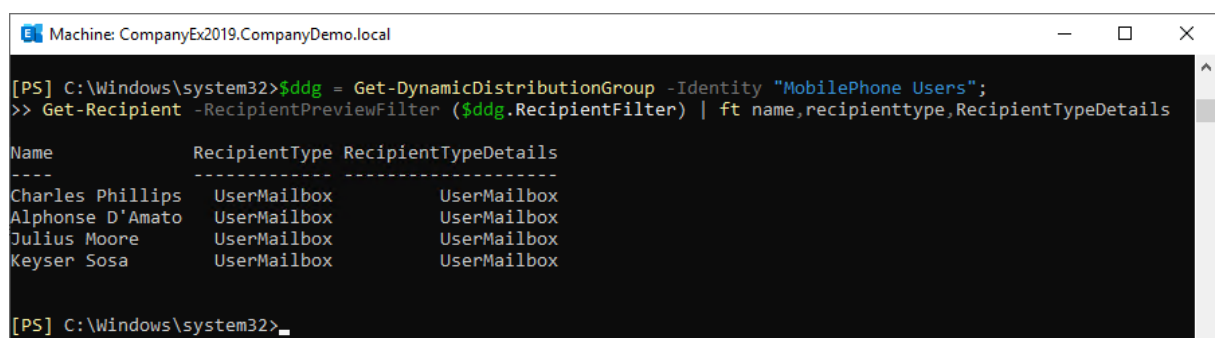 Machine: CompanyEx2019.CompanyDemo.local
[PS] C:\Windows\system32>$ddg = Get-DynamicDistributionGroup -Identity "MobilePhone Users";
>> Get-Recipient -RecipientPreviewFilter ($ddg.RecipientFilter) | ft name,recipienttype,RecipientTypeDetails
Name RecipientType RecipientTypeDetails
---- ------------- --------------------
Charles Phillips UserMailbox UserMailbox
Alphonse D'Amato UserMailbox UserMailbox
Julius Moore UserMailbox UserMailbox
Keyser Sosa UserMailbox UserMailbox
[PS] C:\Windows\system32>